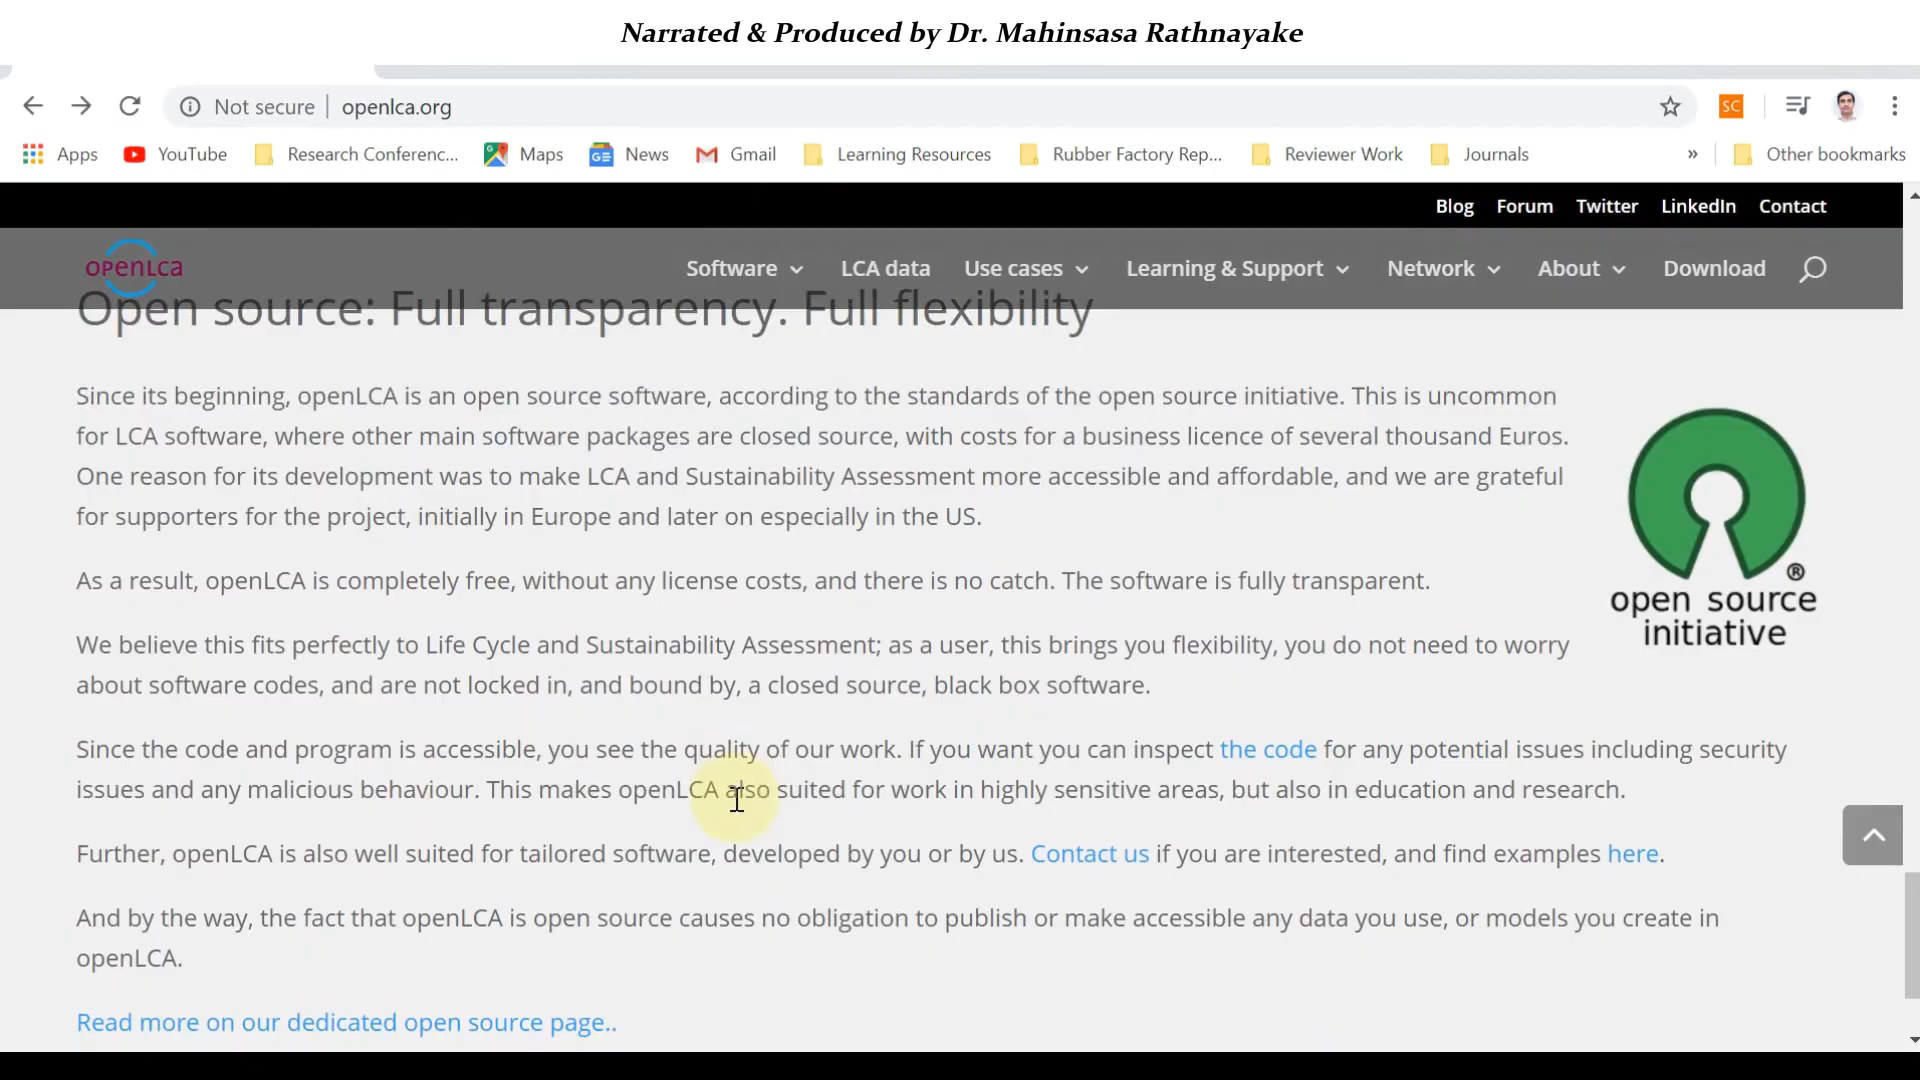 Narrated & Produced by Dr. Mahinsasa Rathnayake
Not secure | openlca.org
SC
Apps YouTube Research Conferenc... Maps News Gmail Learning Resources Rubber Factory Rep... Reviewer Work Journals » Other bookmarks
Blog Forum Twitter LinkedIn Contact
openLca Software LCA data Use cases Learning & Support Network About Download
Open source: Full transparency. Full flexibility
Since its beginning, openLCA is an open source software, according to the standards of the open source initiative. This is uncommon
for LCA software, where other main software packages are closed source, with costs for a business licence of several thousand Euros.
One reason for its development was to make LCA and Sustainability Assessment more accessible and affordable, and we are grateful
for supporters for the project, initially in Europe and later on especially in the US.
As a result, openLCA is completely free, without any license costs, and there is no catch. The software is fully transparent.
®
open source
initiative
We believe this fits perfectly to Life Cycle and Sustainability Assessment; as a user, this brings you flexibility, you do not need to worry
about software codes, and are not locked in, and bound by, a closed source, black box software.
Since the code and program is accessible, you see the quality of our work. If you want you can inspect the code for any potential issues including security
issues and any malicious behaviour. This makes openLCA also suited for work in highly sensitive areas, but also in education and research.
Further, openLCA is also well suited for tailored software, developed by you or by us. Contact us if you are interested, and find examples here.
And by the way, the fact that openLCA is open source causes no obligation to publish or make accessible any data you use, or models you create in
openLCA.
Read more on our dedicated open source page..